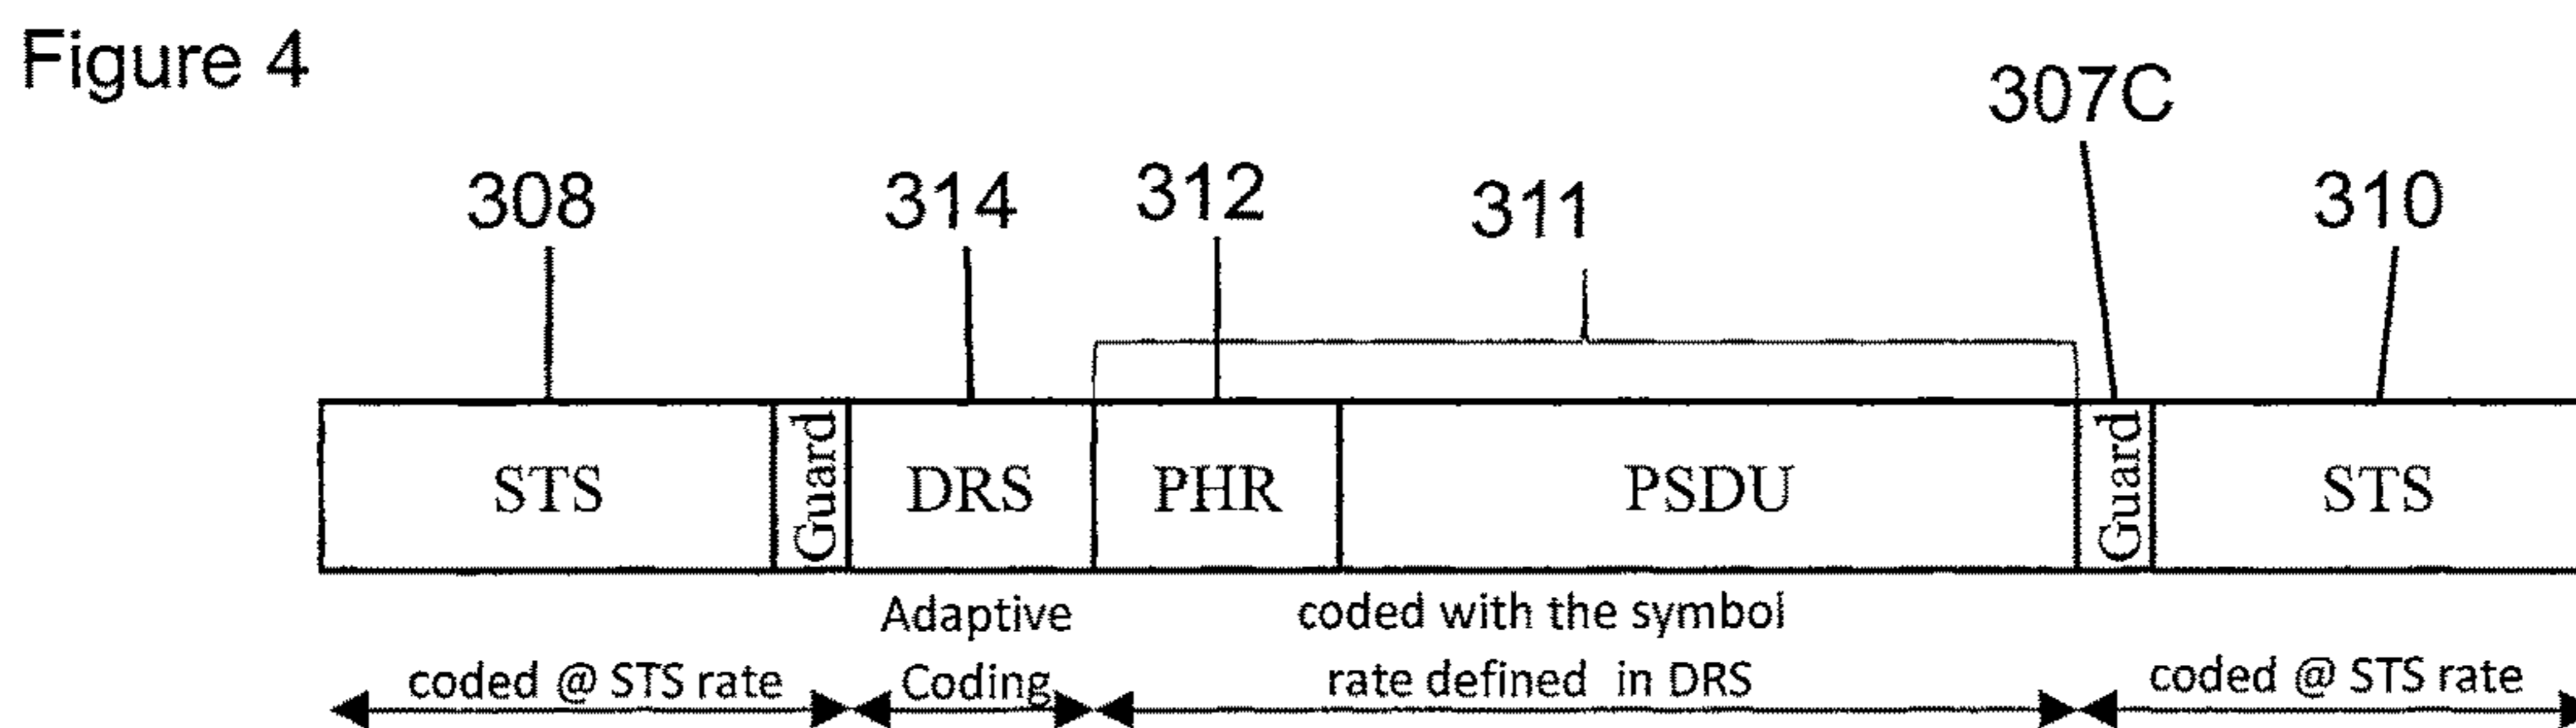 Figure 4
307C
308 314 312 311 310
STS Guard DRS PHR PSDU Guard STS
Adaptive coded with the symbol
coded @ STS rate Coding rate defined in DRS coded @ STS rate